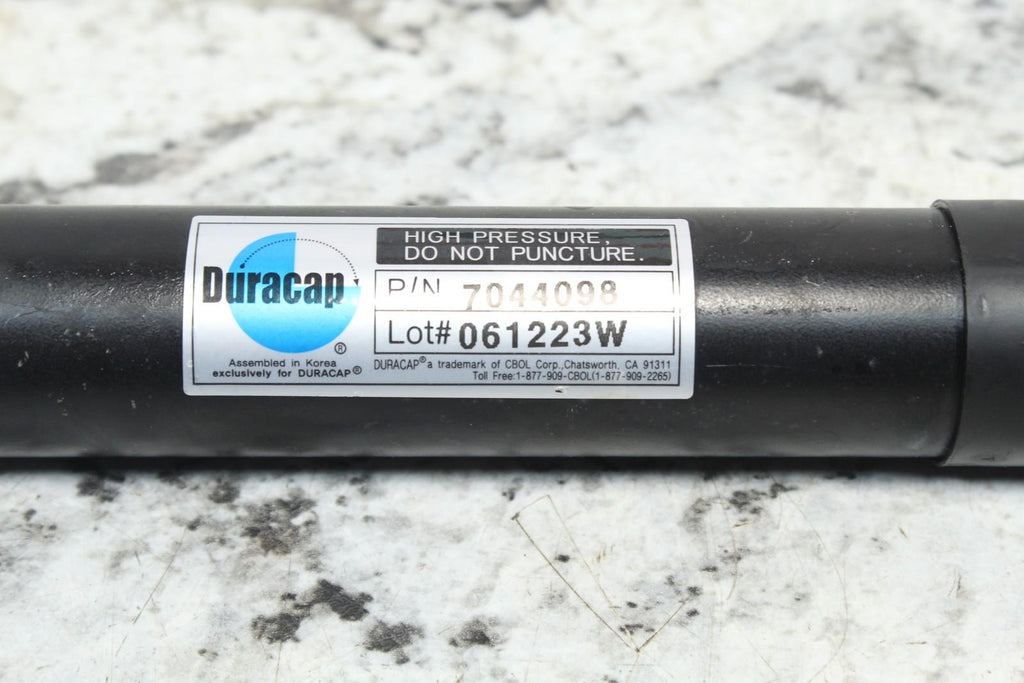 Duracap
®
Assembled in Korea
exclusively for DURACAP®
HIGH PRESSURE,
DO NOT PUNCTURE.
P/N 7044098
Lot# 061223W
DURACAP® a trademark of CBOL Corp.,Chatsworth, CA 91311
Toll Free:1-877-909-CBOL(1-877-909-2265)